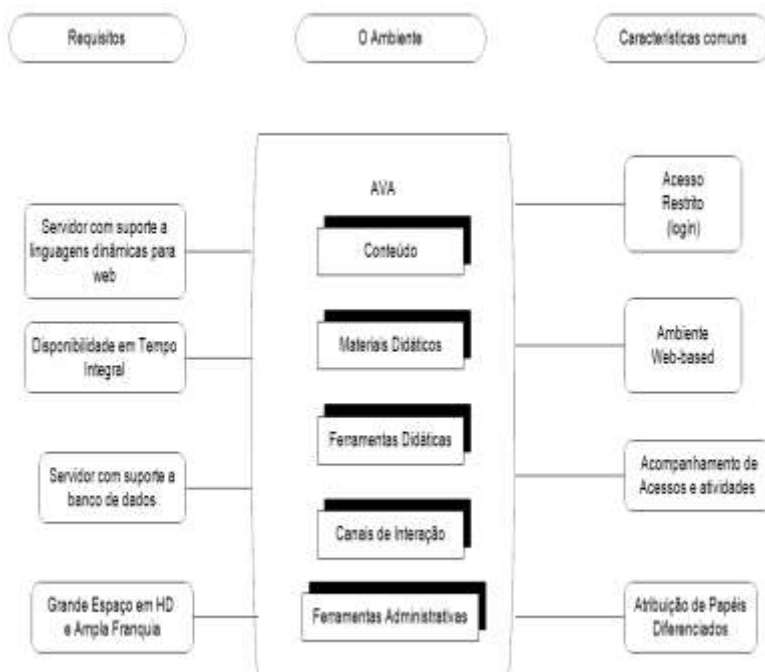 Requisitos
O Ambiente
Características comuns
AVA
Servidor com suporte a
linguagens dinâmicas para
web
Disponibilidade em Tempo
Integral
Servidor com suporte a
banco de dados
Grande Espaço em HD
e Ampla Franquia
Conteúdo
Materiais Didáticos
Ferramentas Didáticas
Canais de Interação
Ferramentas Administrativas
Acesso
Restrito
(login)
Ambiente
Web-based
Acompanhamento de
Acessos e atividades
Atribuição de Papéis
Diferenciados